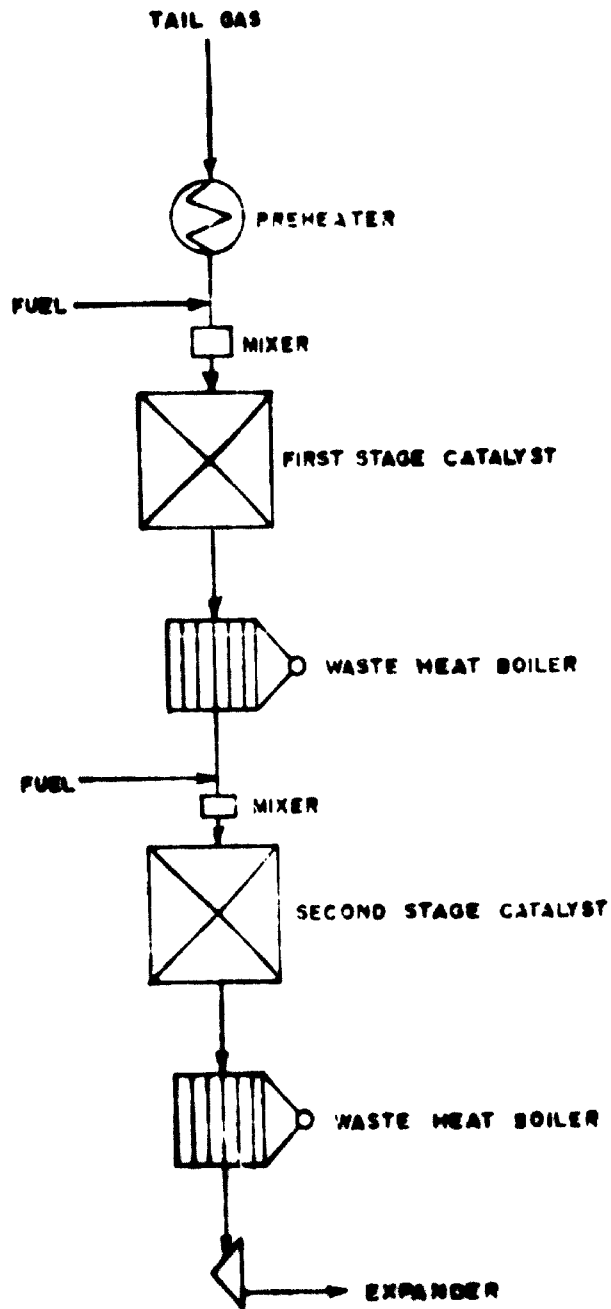 TAIL GAS
PREHEATER
FUEL
MIXER
FIRST STAGE CATALYST
WASTE HEAT BOILER
FUEL
MIXER
SECOND STAGE CATALYST
WASTE HEAT BOILER
EXPANDER